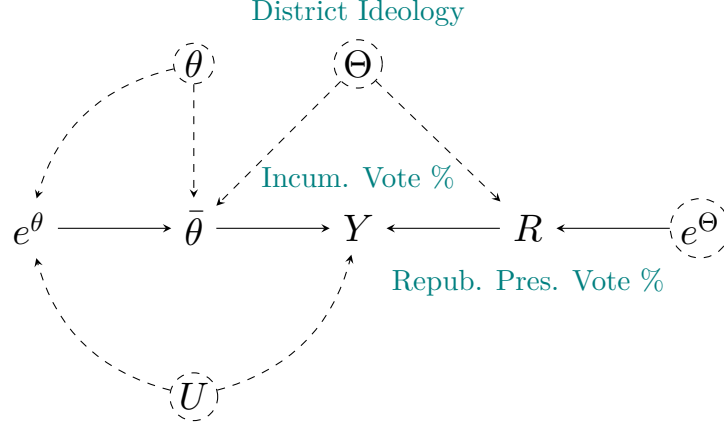 District Ideology
θ Θ
Incum. Vote %
e^θ θ̄ Y R e^Θ
Repub. Pres. Vote %
U